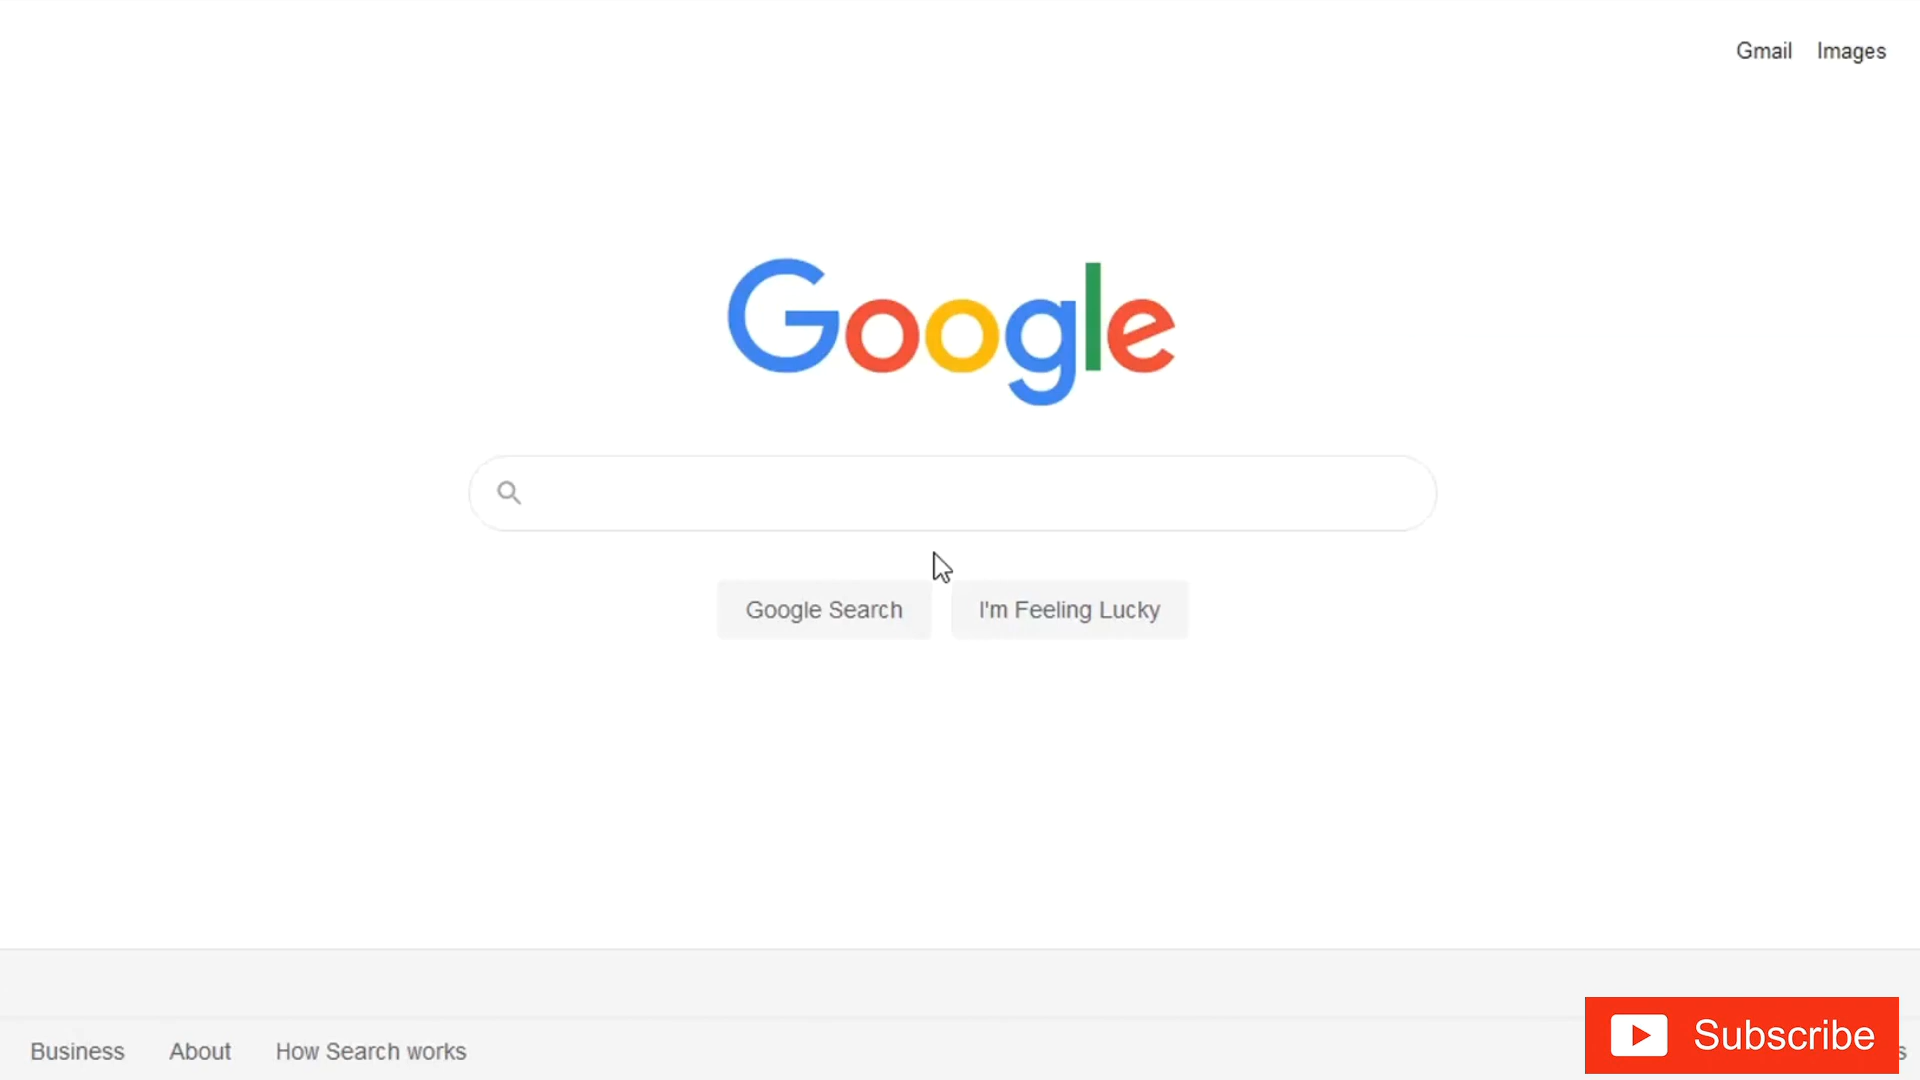 Gmail Images
Google
Google Search I'm Feeling Lucky
Business About How Search works
Subscribe